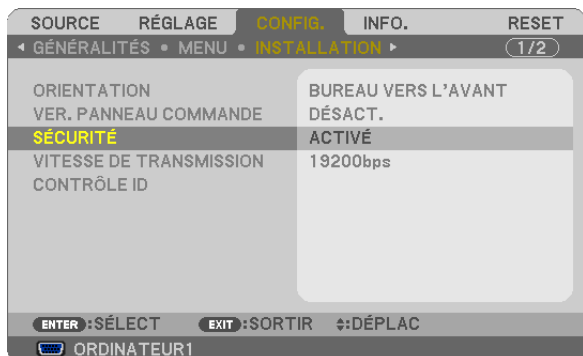 SOURCE RÉGLAGE CONFIG. INFO. RESET
GÉNÉRALITÉS • MENU • INSTALLATION 1/2
ORIENTATION BUREAU VERS L'AVANT
VER. PANNEAU COMMANDE DÉSACT.
SÉCURITÉ ACTIVÉ
VITESSE DE TRANSMISSION 19200bps
CONTRÔLE ID
ENTER:SÉLECT EXIT:SORTIR :DÉPLAC
ORDINATEUR1